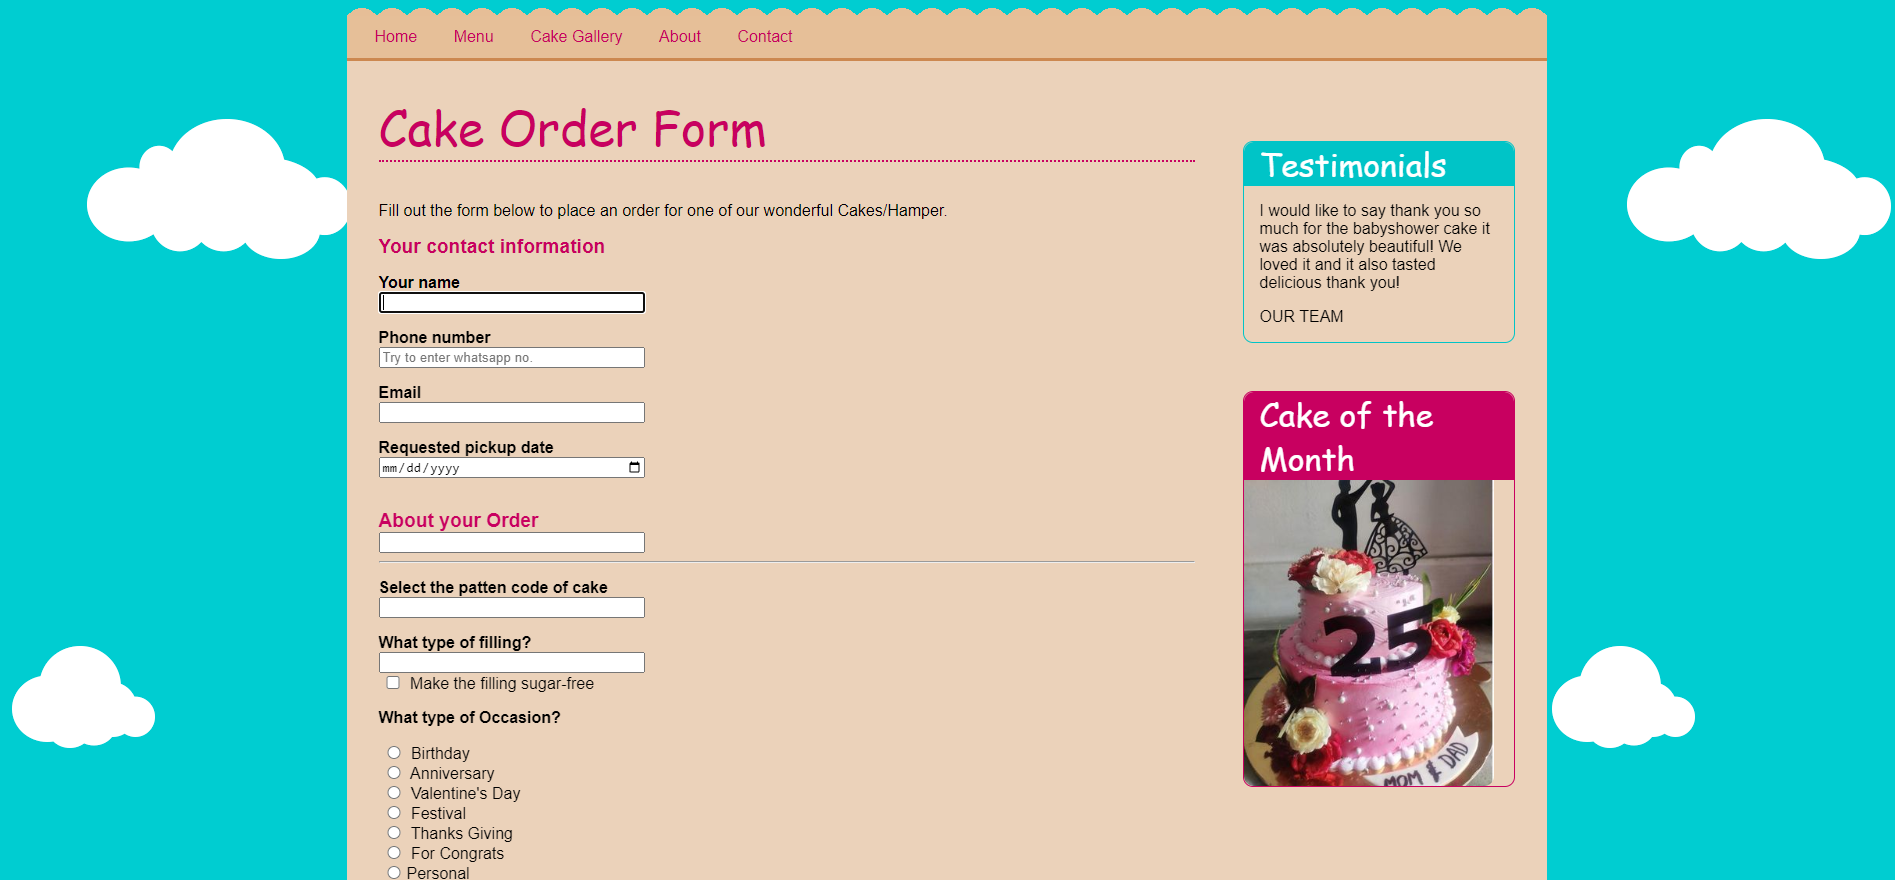 Home Menu Cake Gallery About Contact
Cake Order Form
Fill out the form below to place an order for one of our wonderful Cakes/Hamper.
Your contact information
Your name
Phone number
Try to enter whatsapp no.
Email
Requested pickup date
mm/dd/yyyy
About your Order
Select the patten code of cake
What type of filling?
Make the filling sugar-free
What type of Occasion?
Birthday
Anniversary
Valentine's Day
Festival
Thanks Giving
For Congrats
Personal
Testimonials
I would like to say thank you so
much for the babyshower cake it
was absolutely beautiful! We
loved it and it also tasted
delicious thank you!
OUR TEAM
Cake of the
Month
25
MOM & DAD